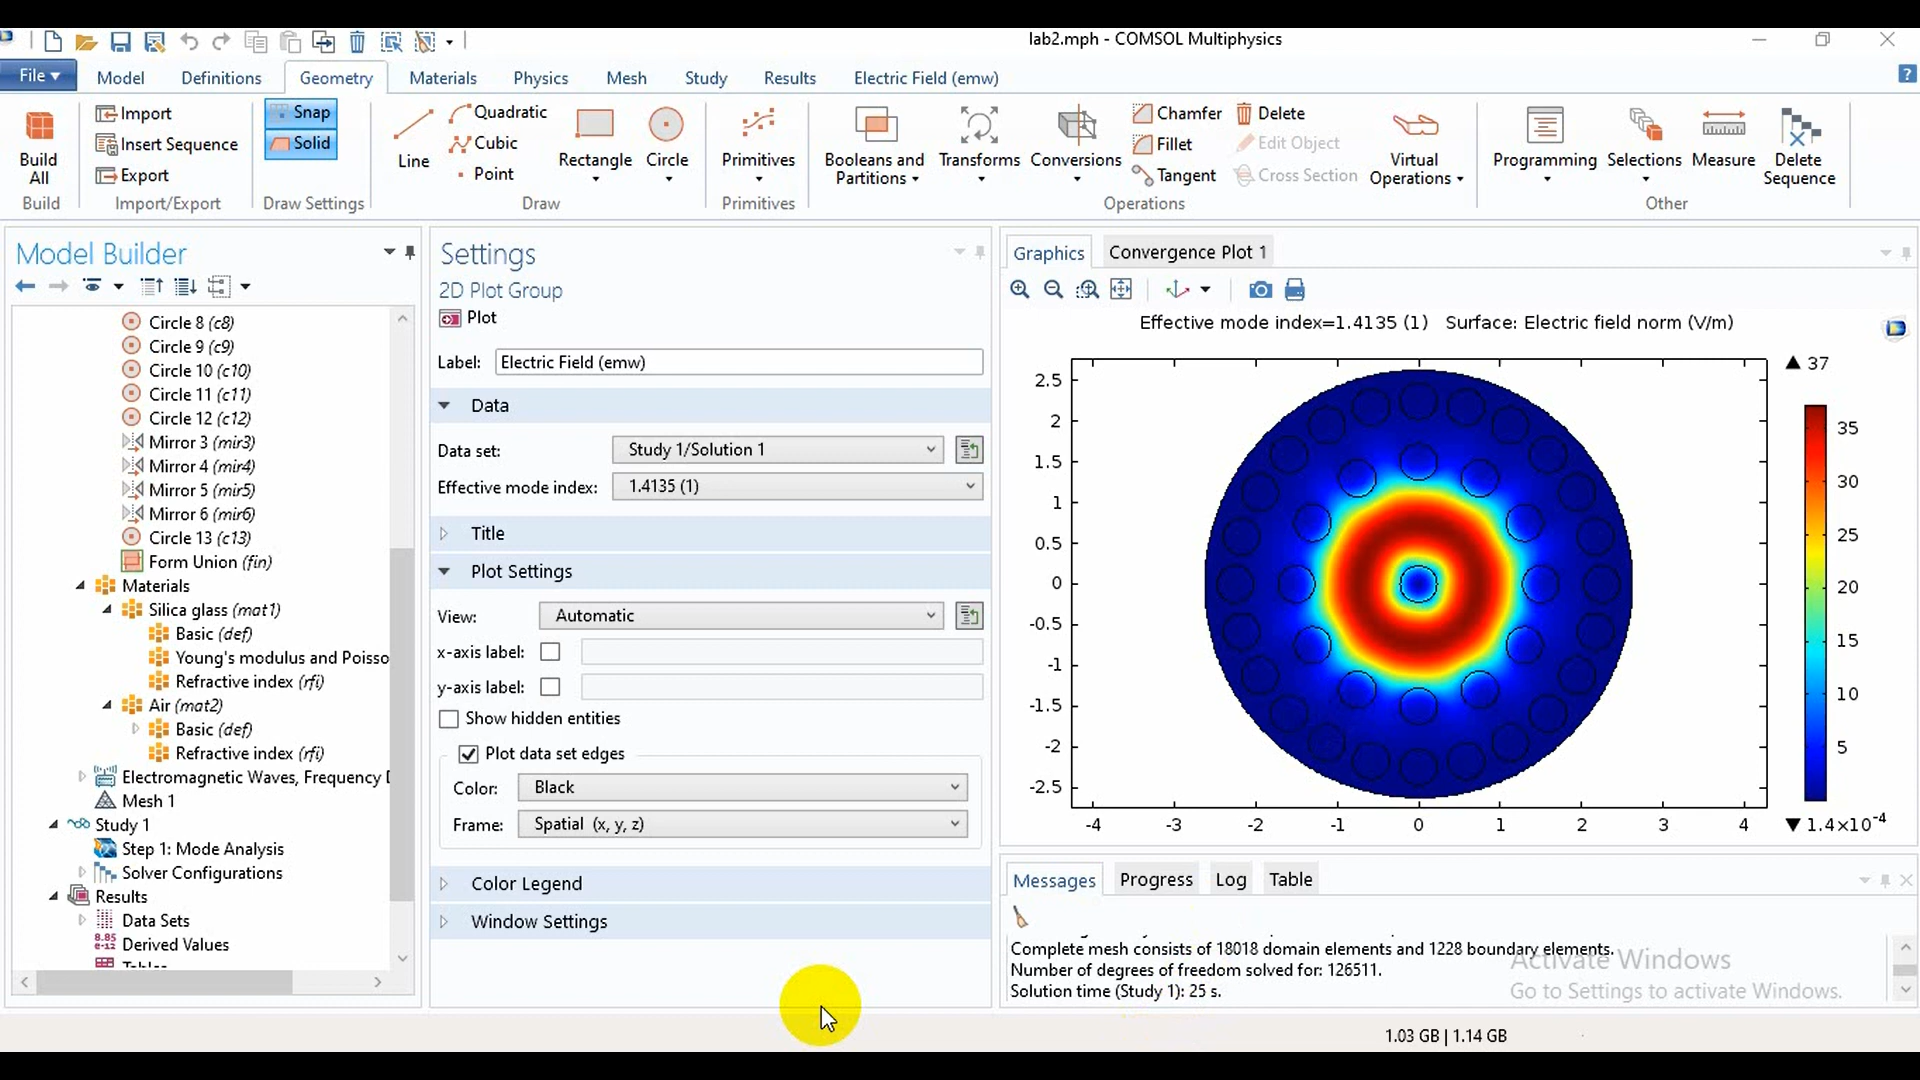 lab2.mph - COMSOL Multiphysics
File Model Definitions Geometry Materials Physics Mesh Study Results Electric Field (emw)
Build All
Build
Import
Insert Sequence
Export
Import/Export
Snap
Solid
Draw Settings
Line
Quadratic
Cubic
Point
Rectangle
Circle
Draw
Primitives
Primitives
Booleans and Partitions
Transforms
Conversions
Chamfer
Fillet
Tangent
Delete
Edit Object
Cross Section
Operations
Virtual Operations
Programming
Selections
Measure
Delete Sequence
Other
Model Builder
Circle 8 (c8)
Circle 9 (c9)
Circle 10 (c10)
Circle 11 (c11)
Circle 12 (c12)
Mirror 3 (mir3)
Mirror 4 (mir4)
Mirror 5 (mir5)
Mirror 6 (mir6)
Circle 13 (c13)
Form Union (fin)
Materials
Silica glass (mat1)
Basic (def)
Young's modulus and Poisso
Refractive index (rfi)
Air (mat2)
Basic (def)
Refractive index (rfi)
Electromagnetic Waves, Frequency D
Mesh 1
Study 1
Step 1: Mode Analysis
Solver Configurations
Results
Data Sets
8.85
e-12
Derived Values
Settings
2D Plot Group
Plot
Label: Electric Field (emw)
Data
Data set: Study 1/Solution 1
Effective mode index: 1.4135 (1)
Title
Plot Settings
View: Automatic
x-axis label:
y-axis label:
Show hidden entities
Plot data set edges
Color: Black
Frame: Spatial (x, y, z)
Color Legend
Window Settings
Graphics Convergence Plot 1
Effective mode index=1.4135 (1) Surface: Electric field norm (V/m)
2.5
2
1.5
1
0.5
0
-0.5
-1
-1.5
-2
-2.5
-4 -3 -2 -1 0 1 2 3 4
▲ 37
35
30
25
20
15
10
5
▼ 1.4×10⁻⁴
Messages Progress Log Table
Complete mesh consists of 18018 domain elements and 1228 boundary elements.
Number of degrees of freedom solved for: 126511.
Solution time (Study 1): 25 s.
Activate Windows
Go to Settings to activate Windows.
1.03 GB | 1.14 GB